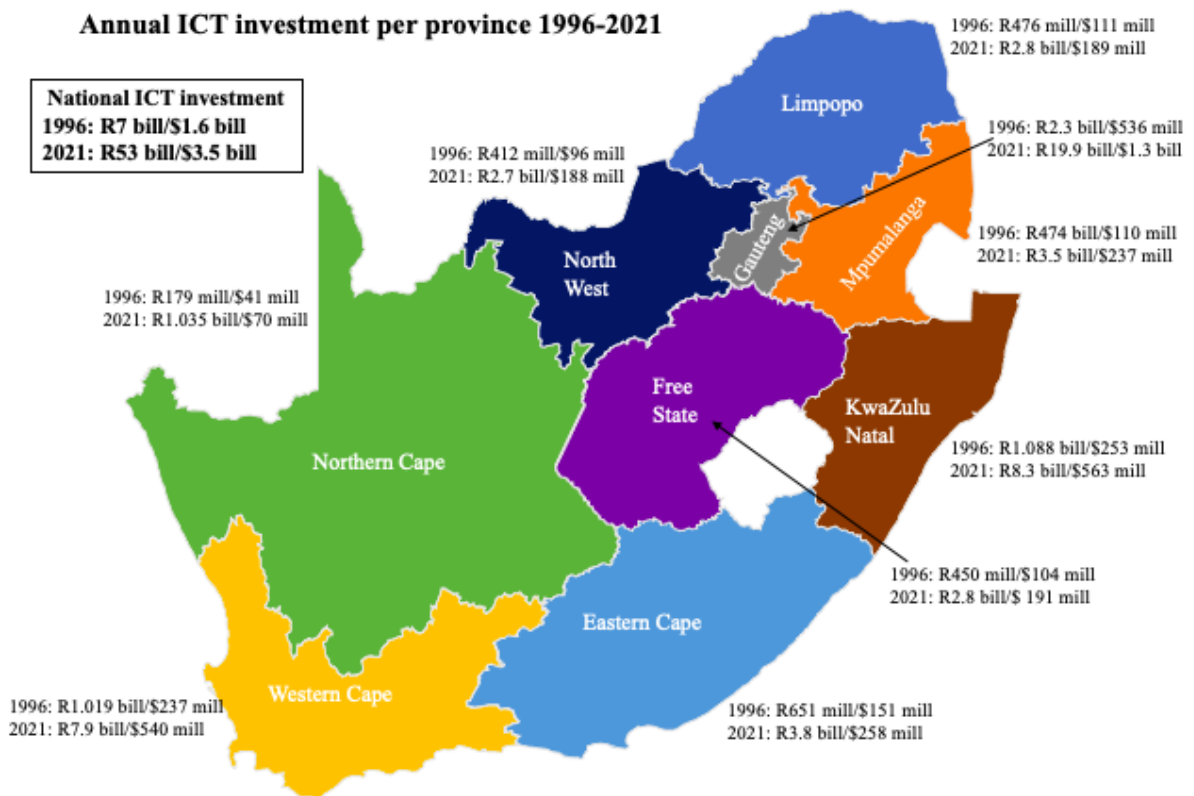 Annual ICT investment per province 1996-2021
National ICT investment
1996: R7 bill/$1.6 bill
2021: R53 bill/$3.5 bill
1996: R476 mill/$111 mill
2021: R2.8 bill/$189 mill
Limpopo
1996: R2.3 bill/$536 mill
2021: R19.9 bill/$1.3 bill
1996: R412 mill/$96 mill
2021: R2.7 bill/$188 mill
Gauteng
Mpumalanga
1996: R474 bill/$110 mill
2021: R3.5 bill/$237 mill
North
West
1996: R179 mill/$41 mill
2021: R1.035 bill/$70 mill
Free
State
KwaZulu
Natal
Northern Cape
1996: R1.088 bill/$253 mill
2021: R8.3 bill/$563 mill
1996: R450 mill/$104 mill
2021: R2.8 bill/$ 191 mill
Eastern Cape
Western Cape
1996: R1.019 bill/$237 mill
2021: R7.9 bill/$540 mill
1996: R651 mill/$151 mill
2021: R3.8 bill/$258 mill